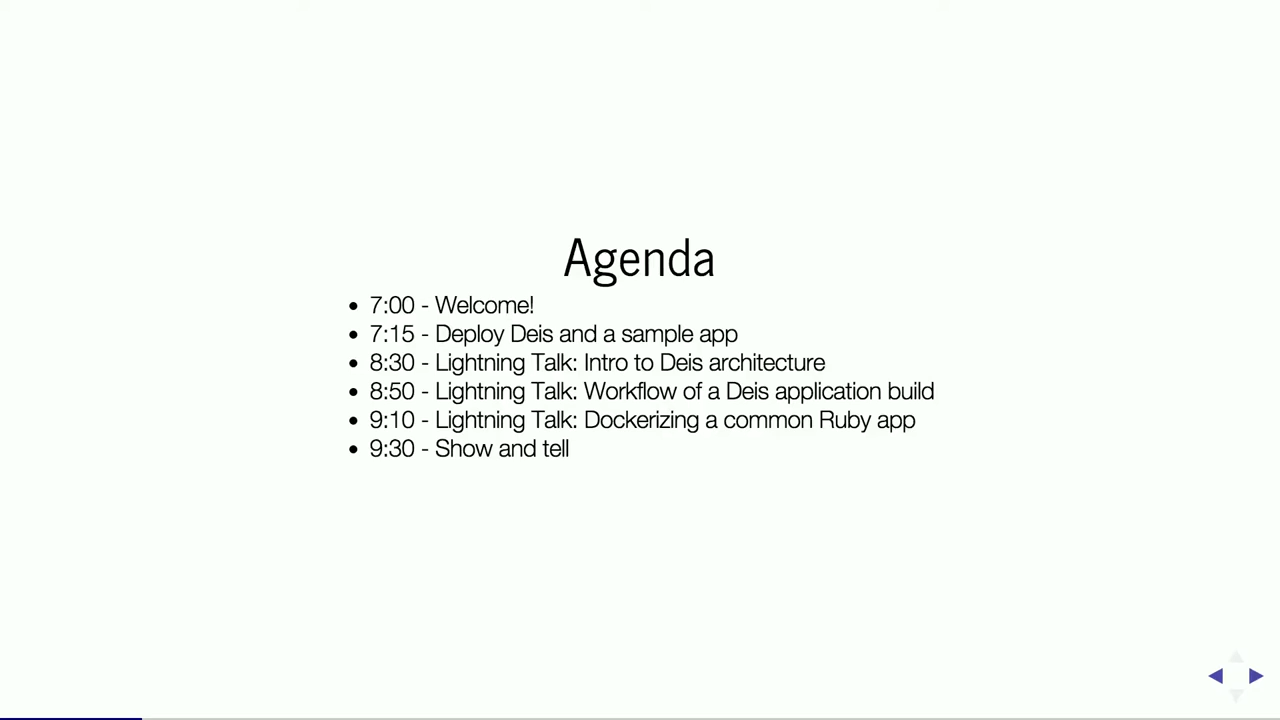 Agenda
• 7:00 - Welcome!
• 7:15 - Deploy Deis and a sample app
• 8:30 - Lightning Talk: Intro to Deis architecture
• 8:50 - Lightning Talk: Workflow of a Deis application build
• 9:10 - Lightning Talk: Dockerizing a common Ruby app
• 9:30 - Show and tell